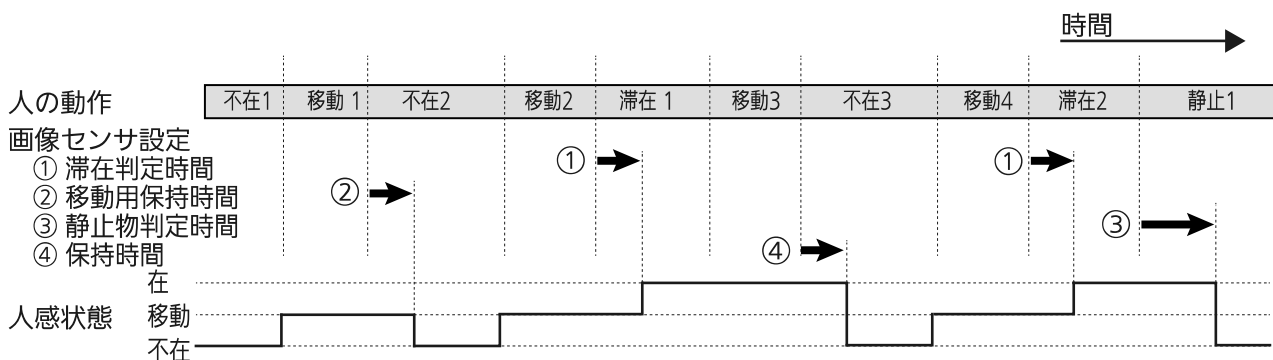 時間
人の動作 不在1 移動 1 不在2 移動2 滞在 1 移動3 不在3 移動4 滞在2 静止1
画像センサ設定
① 滞在判定時間 ① ①
② 移動用保持時間 ②
③ 静止物判定時間 ③
④ 保持時間 ④
在
人感状態 移動
不在